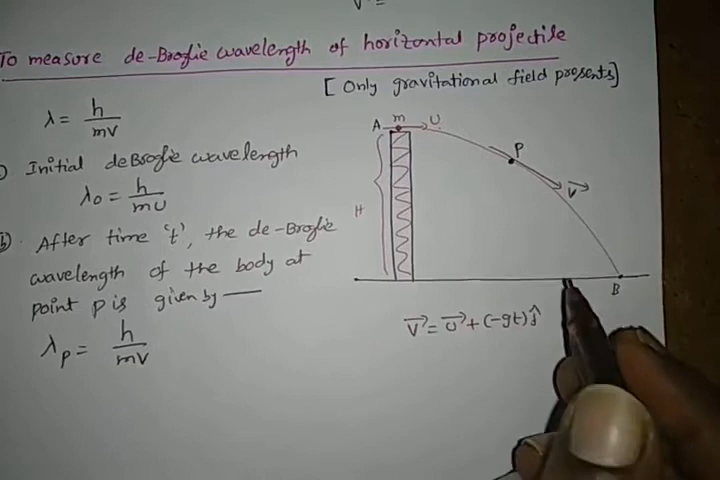 V =
To measure de-Broglie wavelength of horizontal projectile
[ Only gravitational field presents]
λ = h/mv
) Initial deBroglie wavelength
λ₀ = h/mU
b). After time 't', the de-Broglie
wavelength of the body at
point P is given by —
λp = h/mv
A m U
P
V⃗
H
B
V⃗ = U⃗ + (-gt)ĵ